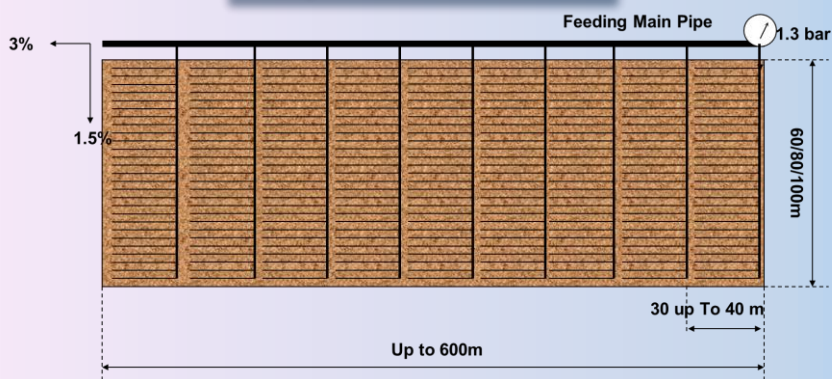 Feeding Main Pipe
1.3 bar
3%
1.5%
60/80/100m
30 up To 40 m
Up to 600m